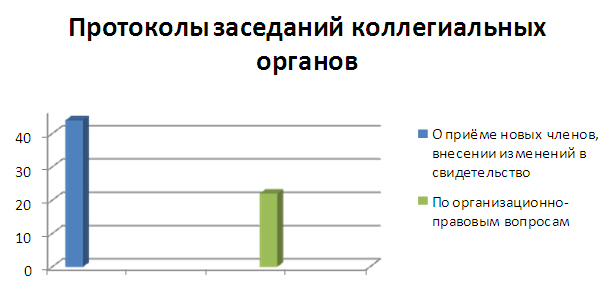 Протоколы заседаний коллегиальных
органов
40
30
20
10
0
О приёме новых членов,
внесении изменений в
свидетельство
По организационно-
правовым вопросам